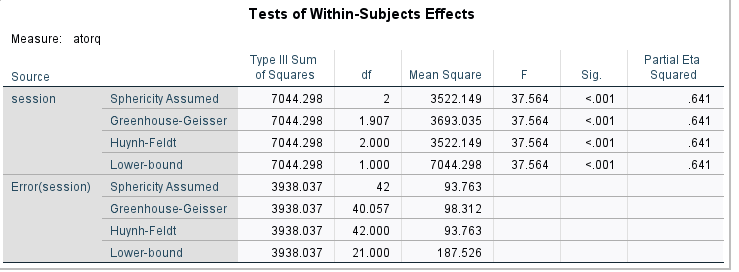 Tests of Within-Subjects Effects
Measure: atorq
Source Type III Sum of Squares df Mean Square F Sig. Partial Eta Squared
session Sphericity Assumed 7044.298 2 3522.149 37.564 <.001 .641
Greenhouse-Geisser 7044.298 1.907 3693.035 37.564 <.001 .641
Huynh-Feldt 7044.298 2.000 3522.149 37.564 <.001 .641
Lower-bound 7044.298 1.000 7044.298 37.564 <.001 .641
Error(session) Sphericity Assumed 3938.037 42 93.763
Greenhouse-Geisser 3938.037 40.057 98.312
Huynh-Feldt 3938.037 42.000 93.763
Lower-bound 3938.037 21.000 187.526